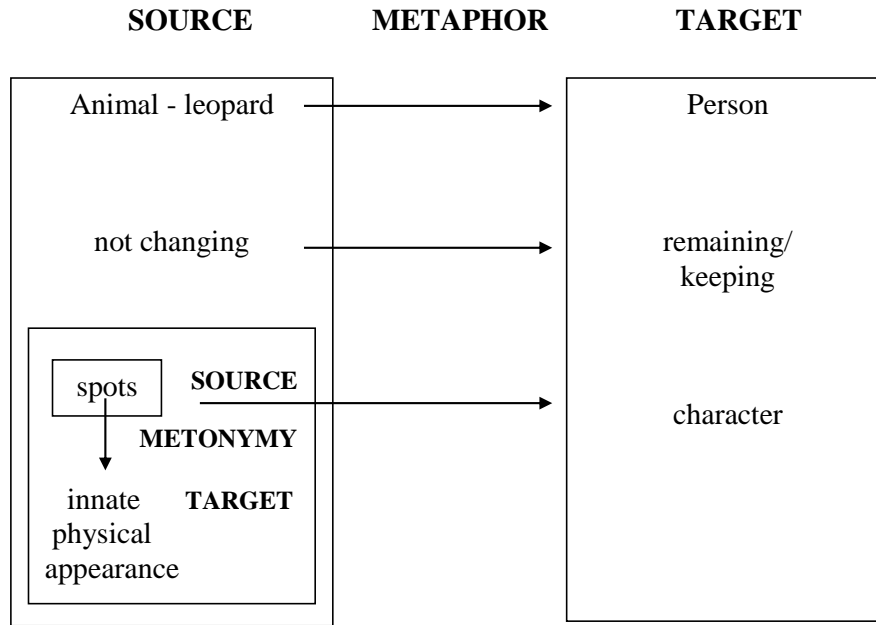 SOURCE METAPHOR TARGET
Animal - leopard Person
not changing remaining/
keeping
spots SOURCE
character
METONYMY
innate TARGET
physical
appearance